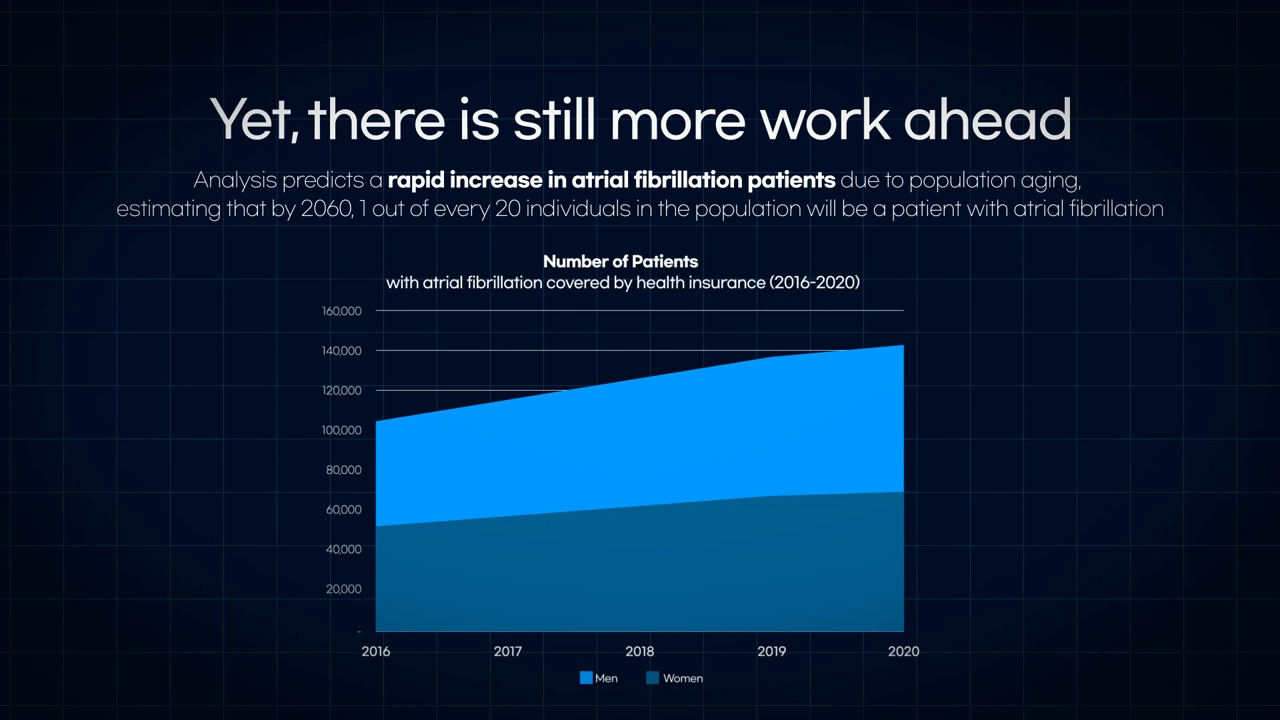 Yet, there is still more work ahead
Analysis predicts a rapid increase in atrial fibrillation patients due to population aging,
estimating that by 2060, 1 out of every 20 individuals in the population will be a patient with atrial fibrillation
Number of Patients
with atrial fibrillation covered by health insurance (2016-2020)
160,000
140,000
120,000
100,000
80,000
60,000
40,000
20,000
-
2016 2017 2018 2019 2020
Men Women